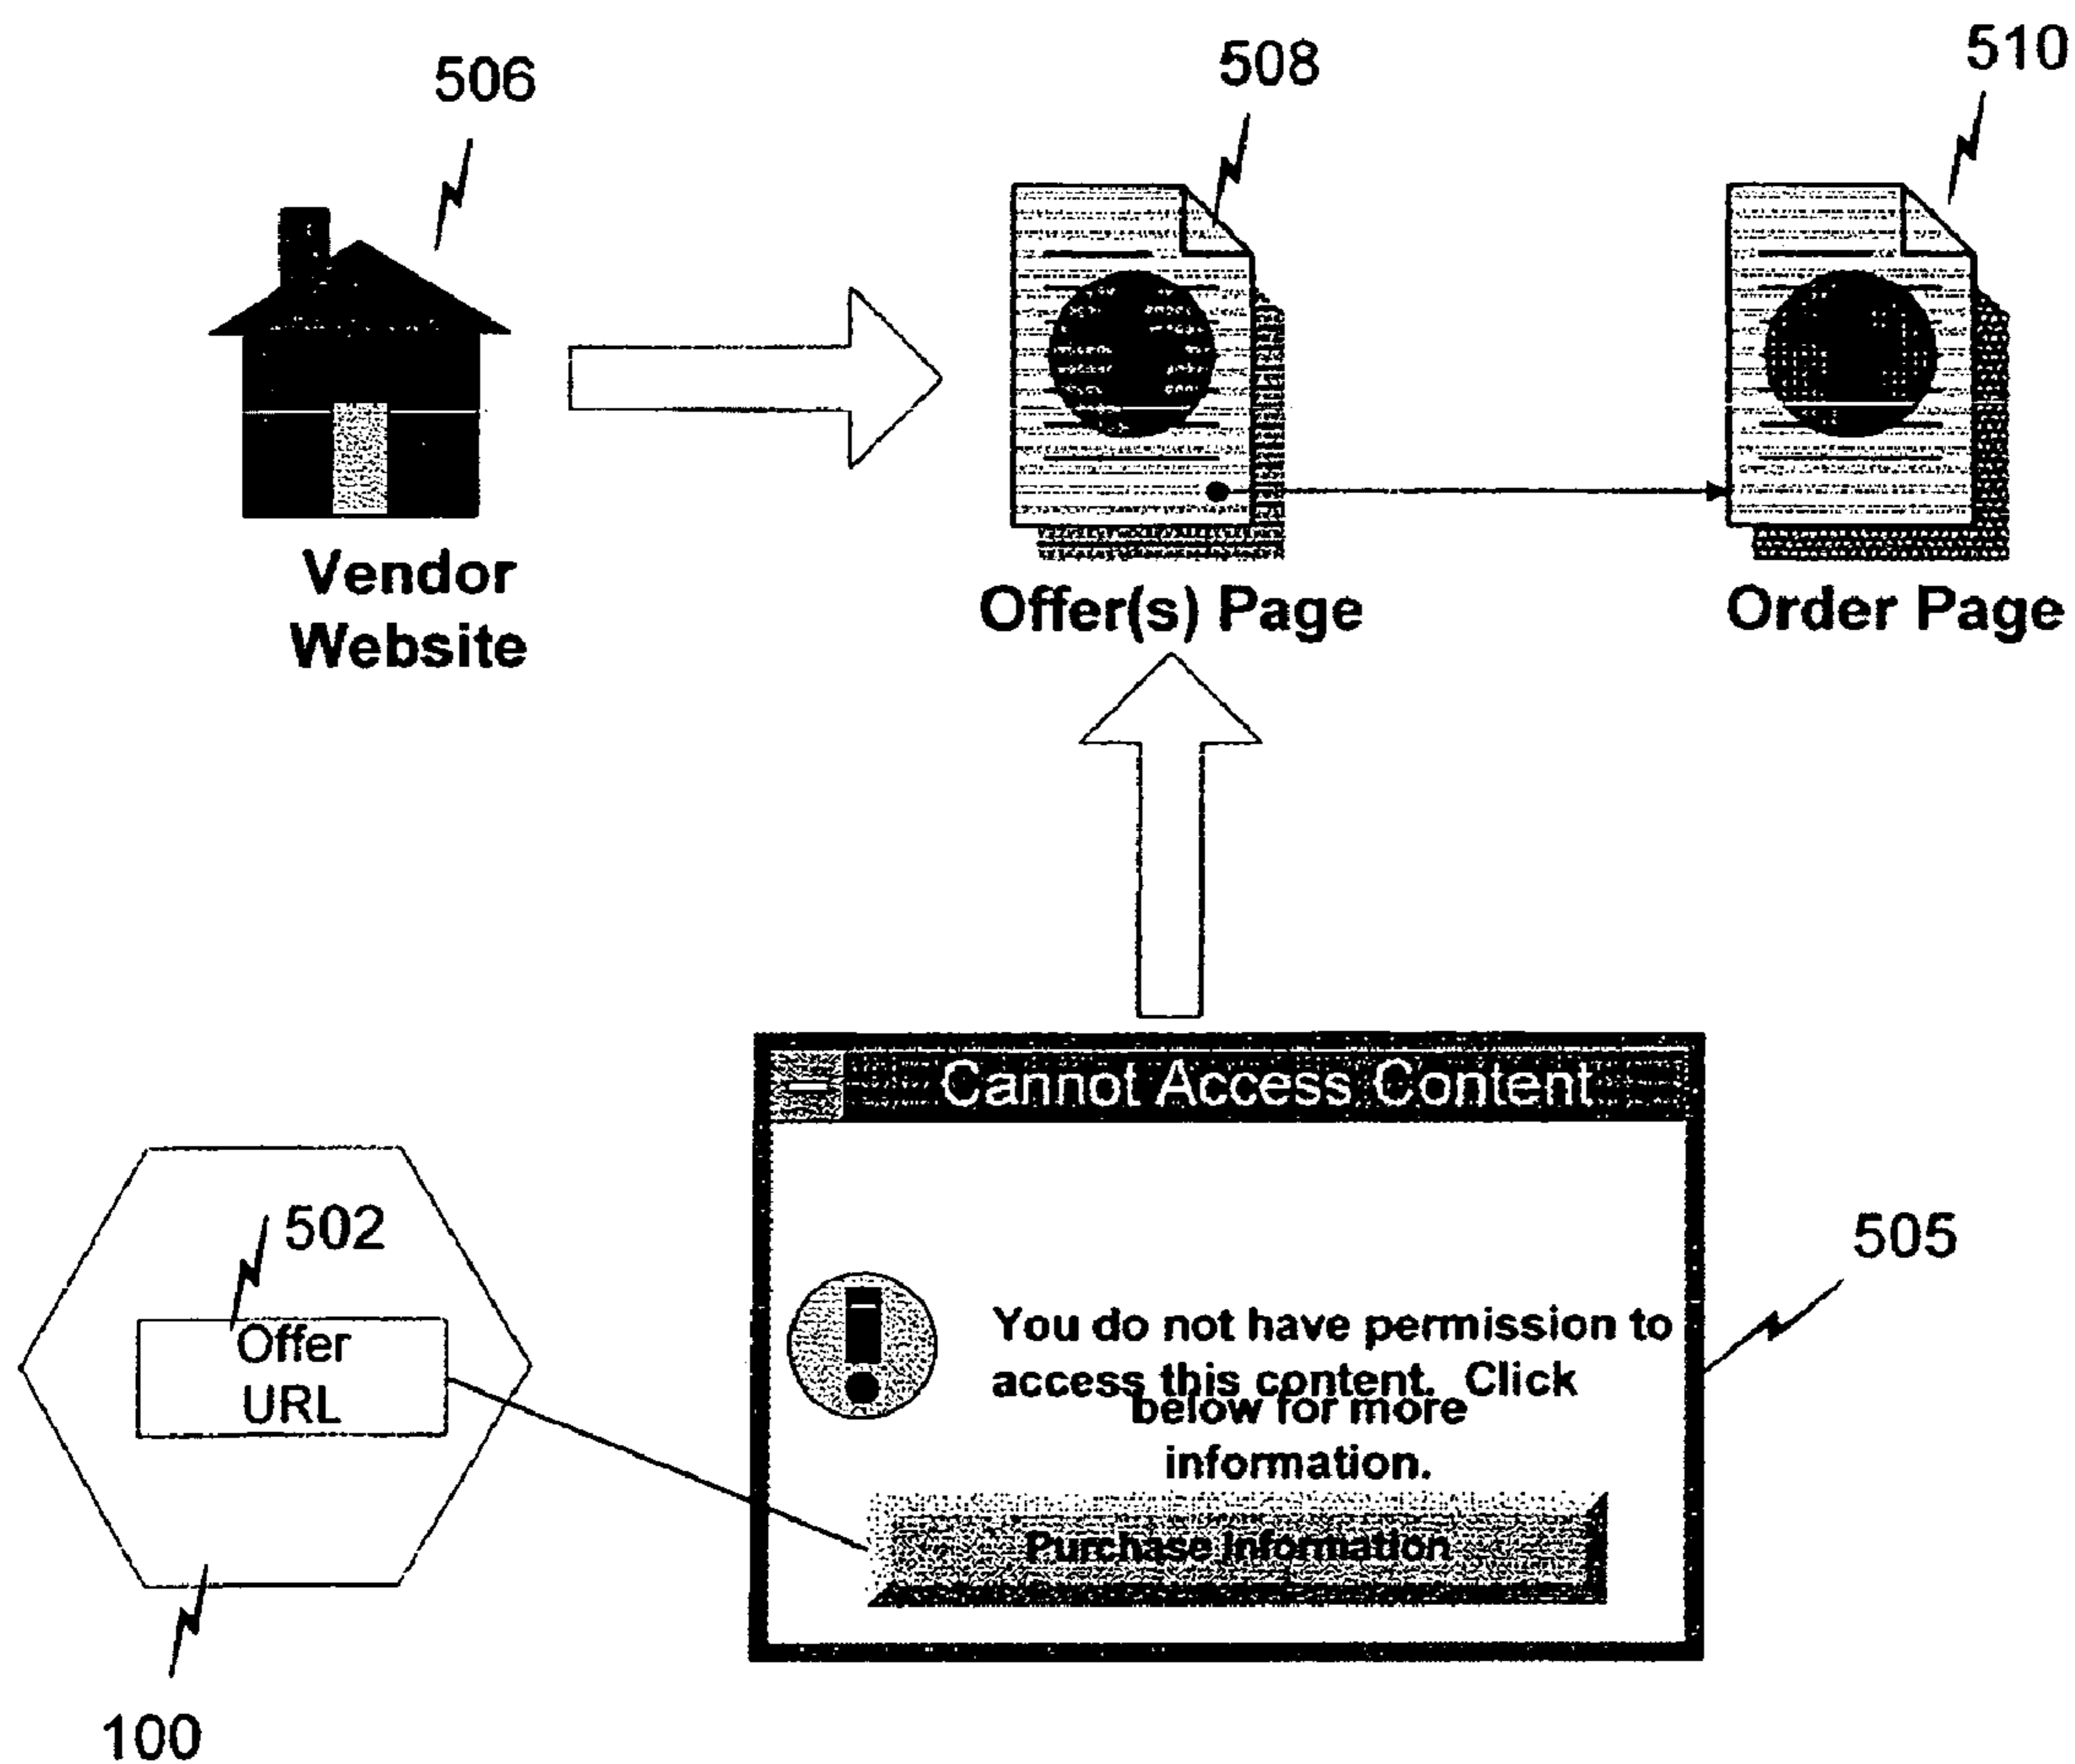 506
508
510
Vendor
Website
Offer(s) Page
Order Page
Cannot Access Content
502
Offer
URL
505
You do not have permission to
access this content. Click
below for more
information.
Purchase Information
100